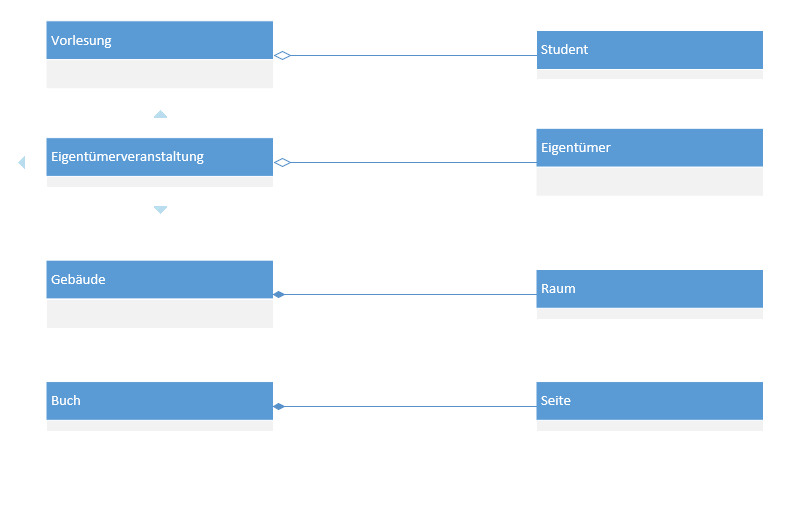 Vorlesung
Student
Eigentümerveranstaltung
Eigentümer
Gebäude
Raum
Buch
Seite